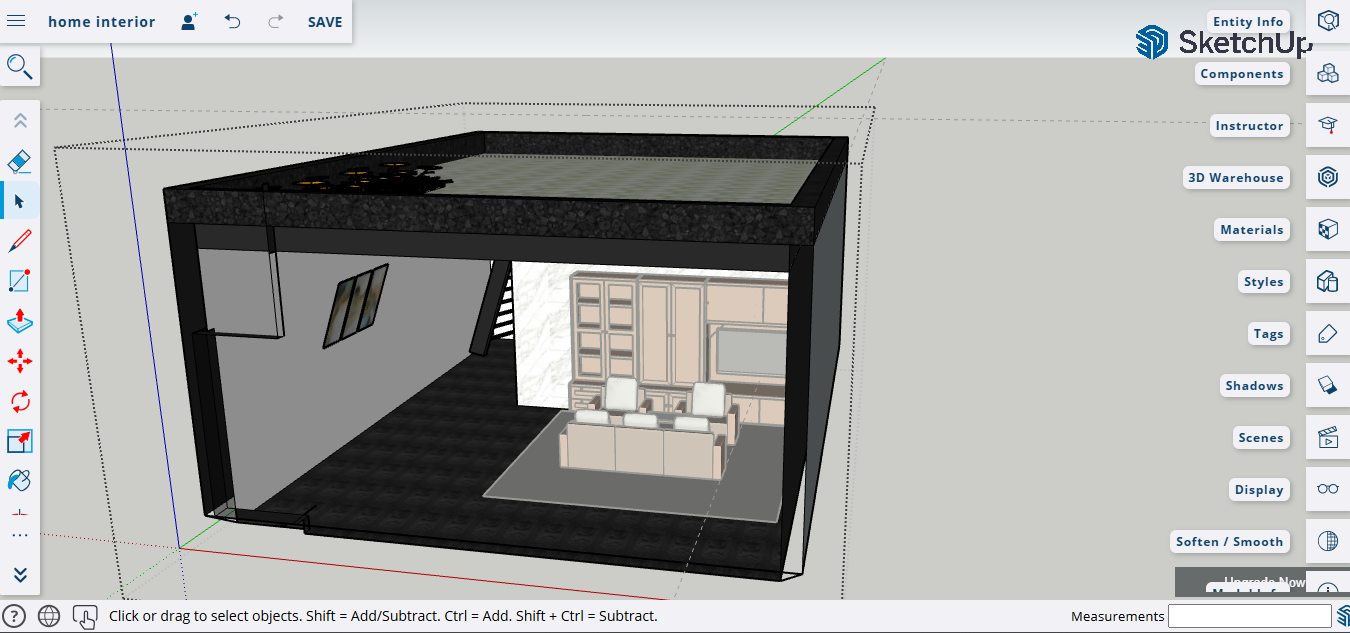 home interior
SAVE
Entity Info
SketchUp
Components
Instructor
3D Warehouse
Materials
Styles
Tags
Shadows
Scenes
Display
Soften / Smooth
Upgrade Now
Click or drag to select objects. Shift = Add/Subtract. Ctrl = Add. Shift + Ctrl = Subtract.
Measurements